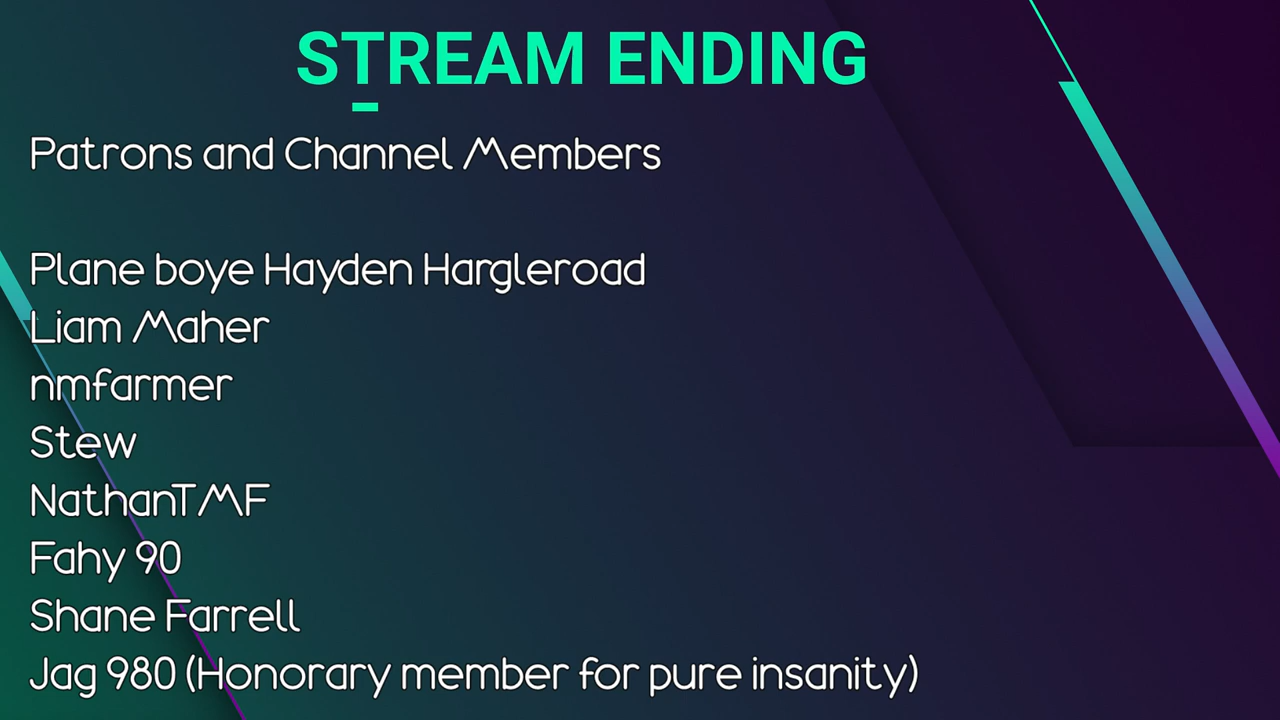 STREAM ENDING
Patrons and Channel Members
Plane boye Hayden Hargleroad
Liam Maher
nmfarmer
Stew
NathanTMF
Fahy 90
Shane Farrell
Jag 980 (Honorary member for pure insanity)